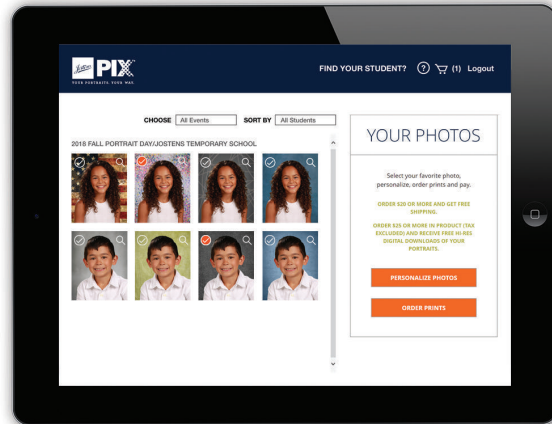 Jostens PIX
YOUR PORTRAITS. YOUR WAY.
FIND YOUR STUDENT? ? (1) Logout
CHOOSE All Events SORT BY All Students
2018 FALL PORTRAIT DAY/JOSTENS TEMPORARY SCHOOL
YOUR PHOTOS
Select your favorite photo,
personalize, order prints and pay.
ORDER $20 OR MORE AND GET FREE
SHIPPING.
ORDER $25 OR MORE IN PRODUCT (TAX
EXCLUDED) AND RECEIVE FREE HI-RES
DIGITAL DOWNLOADS OF YOUR
PORTRAITS.
PERSONALIZE PHOTOS
ORDER PRINTS